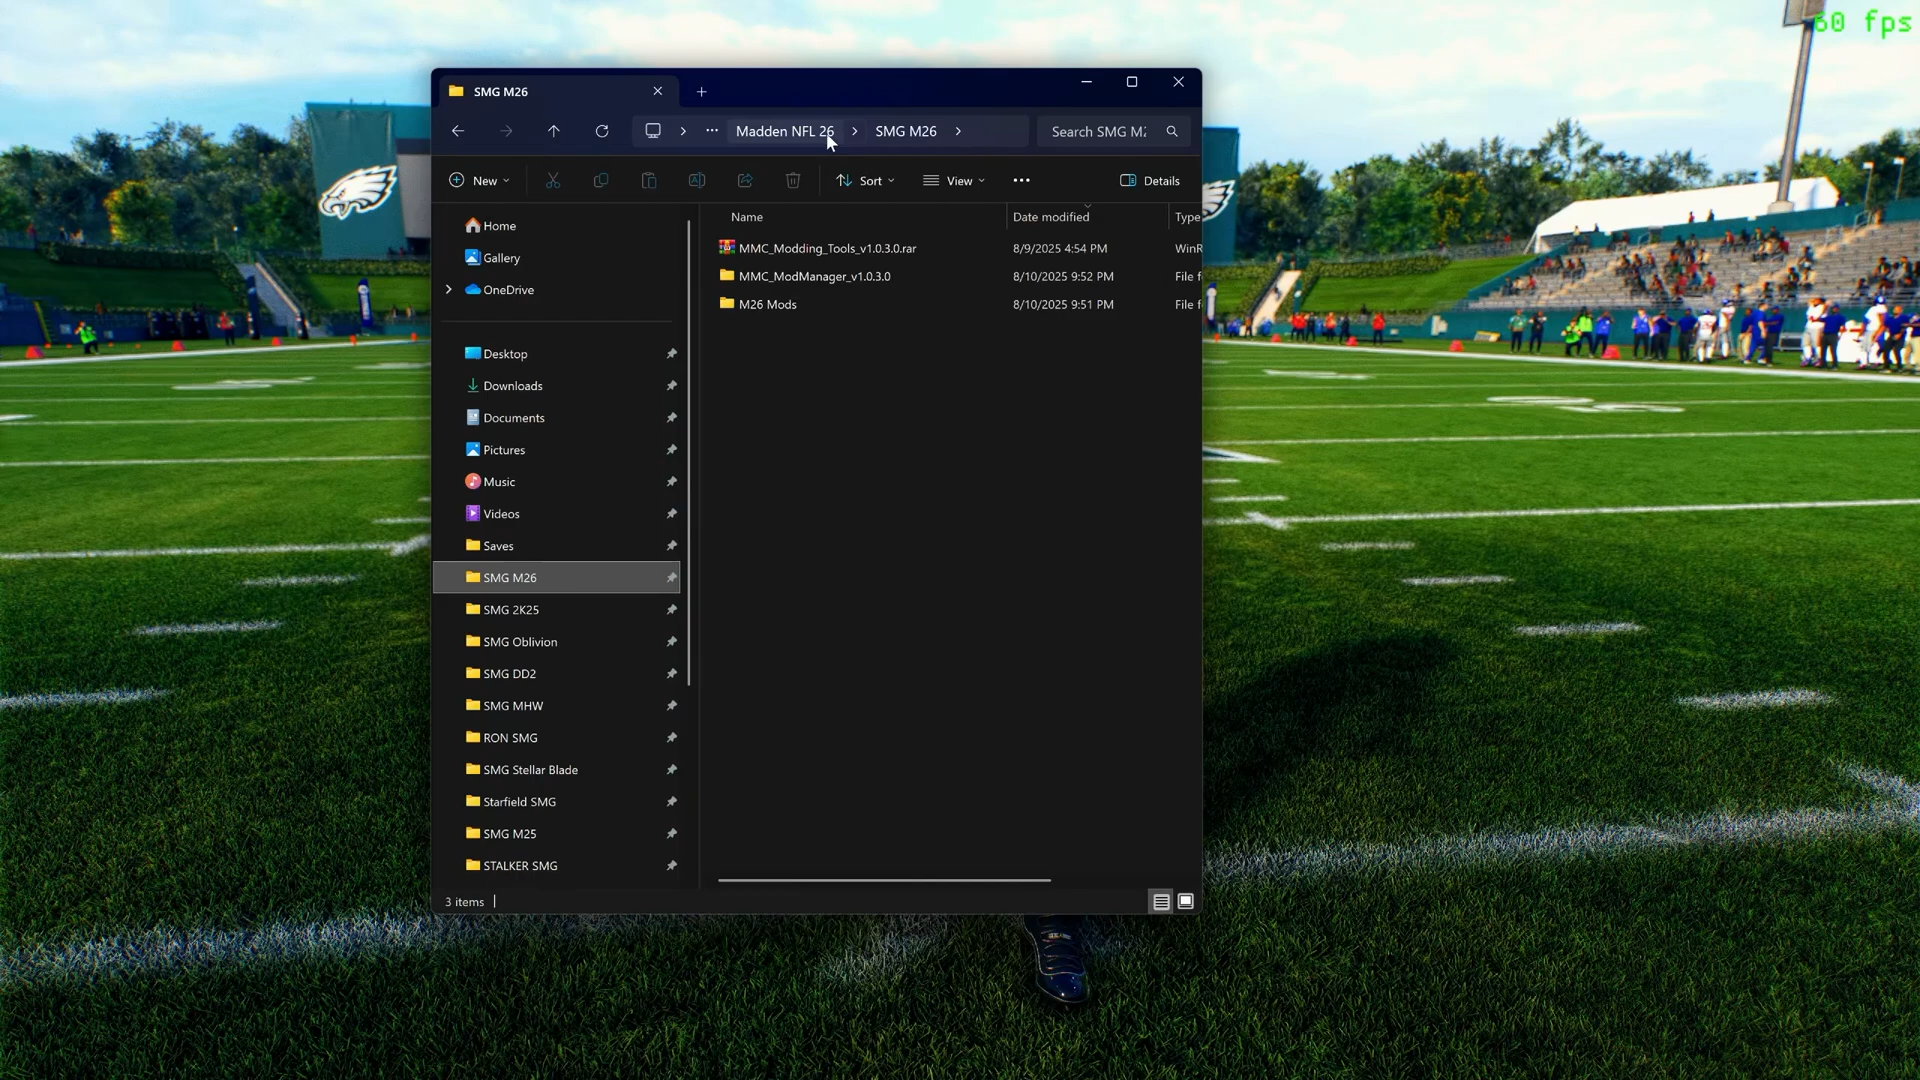 60 fps
SMG M26
Madden NFL 26 SMG M26 Search SMG M2
New Sort View Details
Name Date modified Type
MMC_Modding_Tools_v1.0.3.0.rar 8/9/2025 4:54 PM WinR
MMC_ModManager_v1.0.3.0 8/10/2025 9:52 PM File f
M26 Mods 8/10/2025 9:51 PM File f
Home
Gallery
OneDrive
Desktop
Downloads
Documents
Pictures
Music
Videos
Saves
SMG M26
SMG 2K25
SMG Oblivion
SMG DD2
SMG MHW
RON SMG
SMG Stellar Blade
Starfield SMG
SMG M25
STALKER SMG
3 items